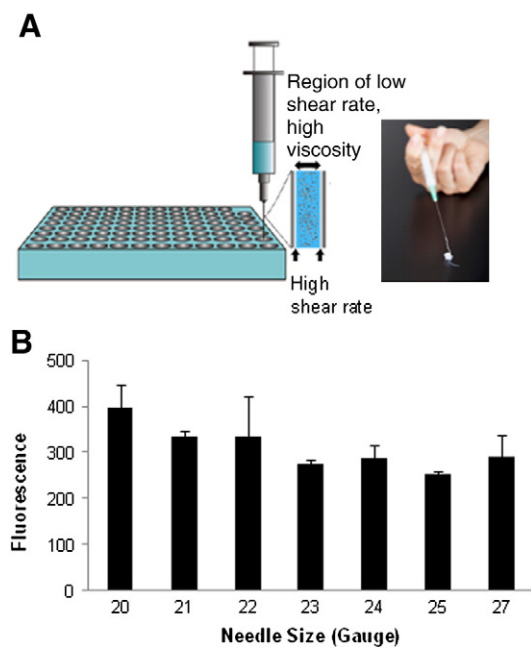 A
Region of low
shear rate,
high
viscosity
High
shear rate
B
500
400
300
200
100
0
Fluorescence
20 21 22 23 24 25 27
Needle Size (Gauge)